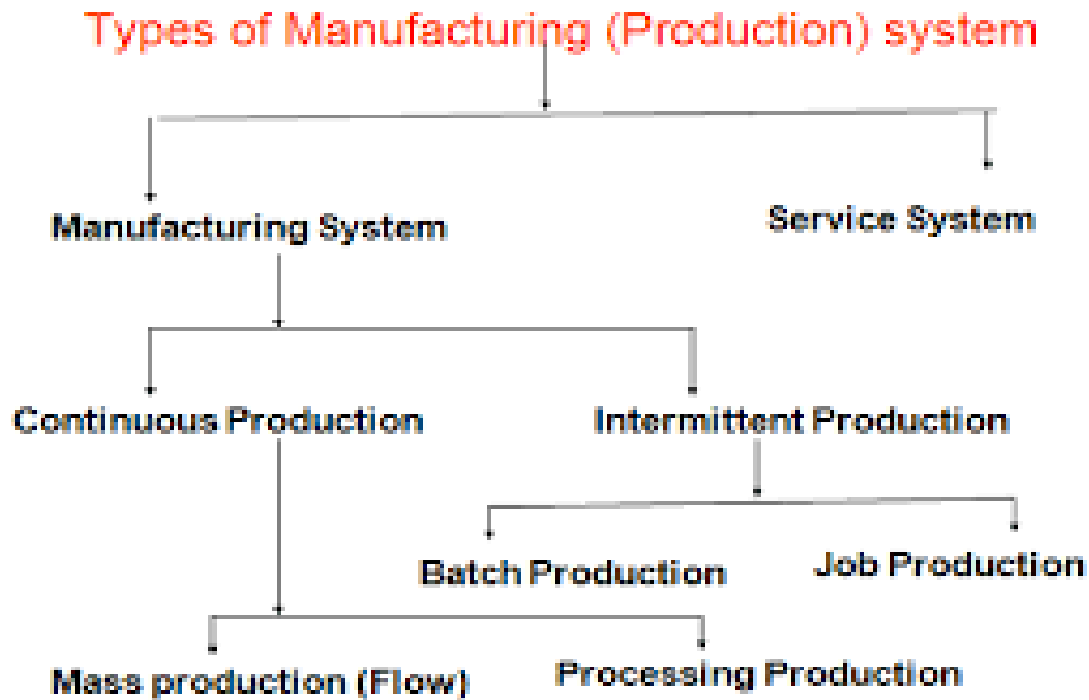 Types of Manufacturing (Production) system
Manufacturing System
Service System
Continuous Production
Intermittent Production
Batch Production
Job Production
Mass production (Flow)
Processing Production